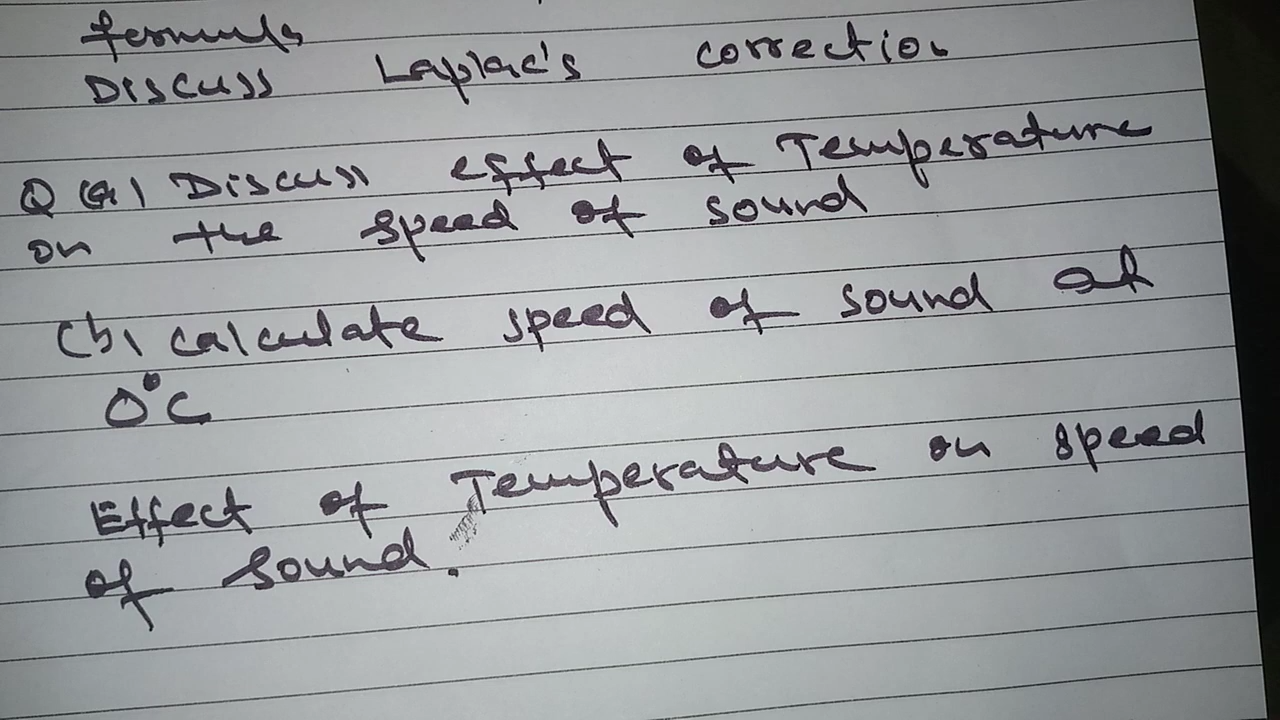 formula
Discuss Laplac's correction
Q (a) Discuss effect of Temperature
on the speed of sound
(b) calculate speed of sound at
0°C
Effect of Temperature on speed
of sound.